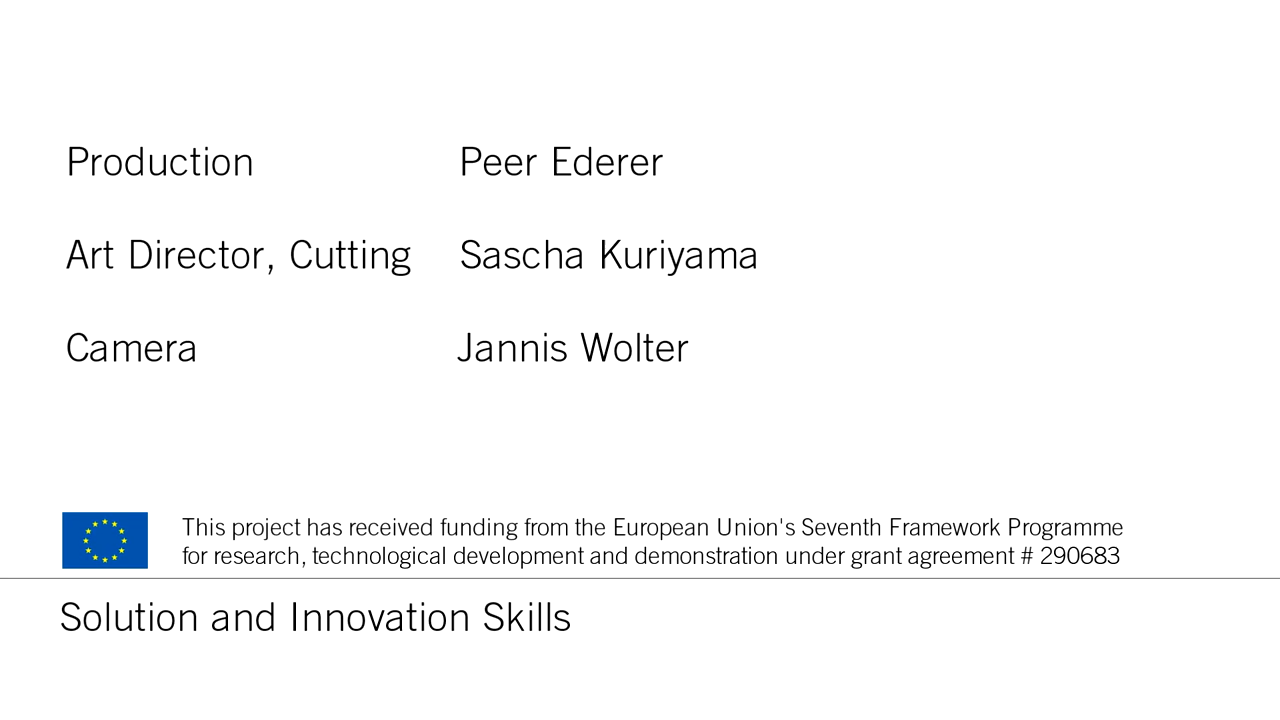 Production Peer Ederer
Art Director, Cutting Sascha Kuriyama
Camera Jannis Wolter
This project has received funding from the European Union's Seventh Framework Programme
for research, technological development and demonstration under grant agreement # 290683
Solution and Innovation Skills